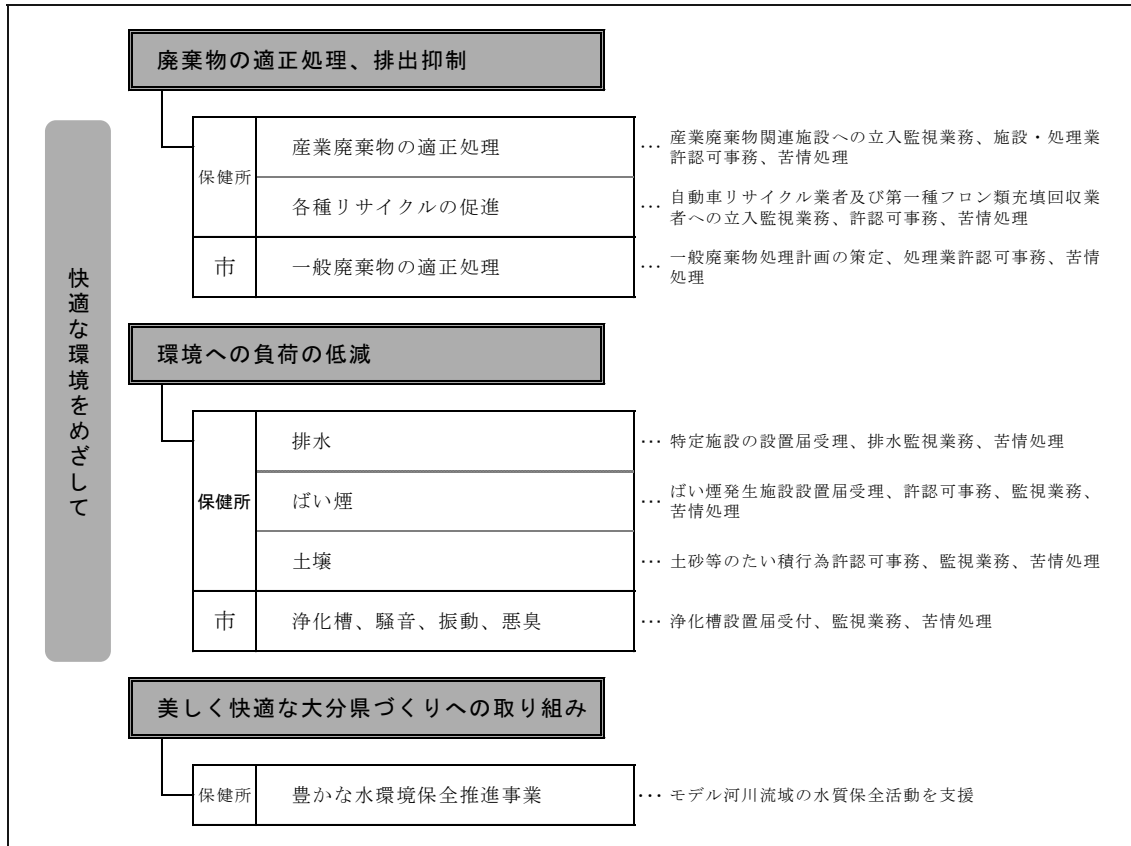 快適な環境をめざして
廃棄物の適正処理、排出抑制
保健所
産業廃棄物の適正処理
… 産業廃棄物関連施設への立入監視業務、施設・処理業
許認可事務、苦情処理
各種リサイクルの促進
… 自動車リサイクル業者及び第一種フロン類充填回収業
者への立入監視業務、許認可事務、苦情処理
市
一般廃棄物の適正処理
… 一般廃棄物処理計画の策定、処理業許認可事務、苦情
処理
環境への負荷の低減
保健所
排水
… 特定施設の設置届受理、排水監視業務、苦情処理
ばい煙
… ばい煙発生施設設置届受理、許認可事務、監視業務、
苦情処理
土壌
… 土砂等のたい積行為許認可事務、監視業務、苦情処理
市
浄化槽、騒音、振動、悪臭
… 浄化槽設置届受付、監視業務、苦情処理
美しく快適な大分県づくりへの取り組み
保健所
豊かな水環境保全推進事業
… モデル河川流域の水質保全活動を支援